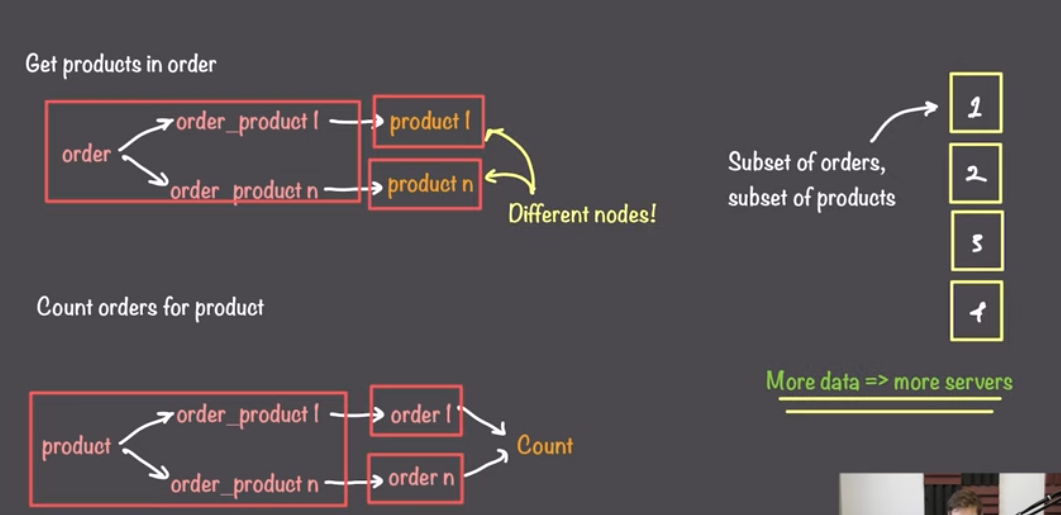 Get products in order
order_product 1
product 1
order
order_product n
product n
Different nodes!
Subset of orders,
subset of products
1
2
3
4
More data => more servers
Count orders for product
order_product 1
order 1
product
Count
order_product n
order n